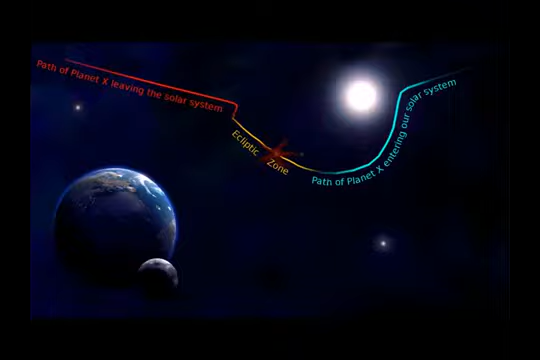 Path of Planet X leaving the solar system
Ecliptic Zone
Path of Planet X entering our solar system